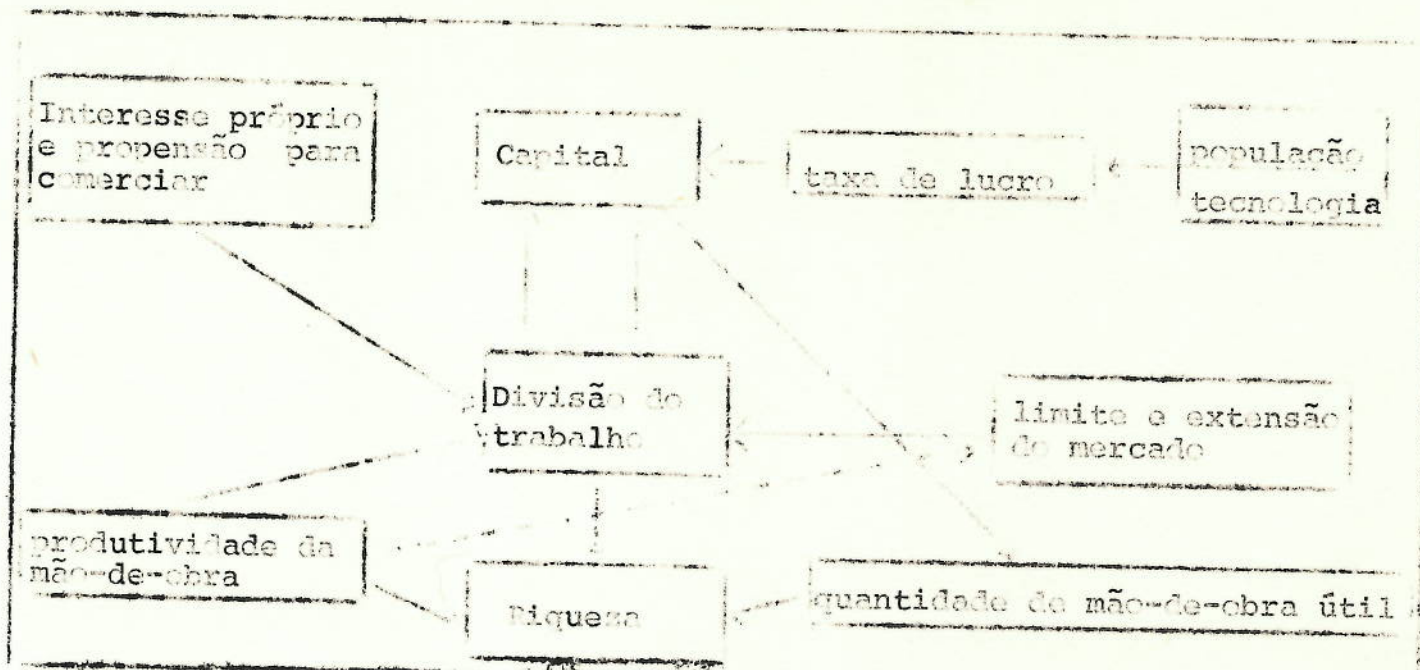 Interesse próprio
e propensão para
comerciar
Capital
taxa de lucro
população
tecnologia
Divisão do
trabalho
limite e extensão
do mercado
produtividade da
mão-de-obra
Riqueza
quantidade de mão-de-obra útil